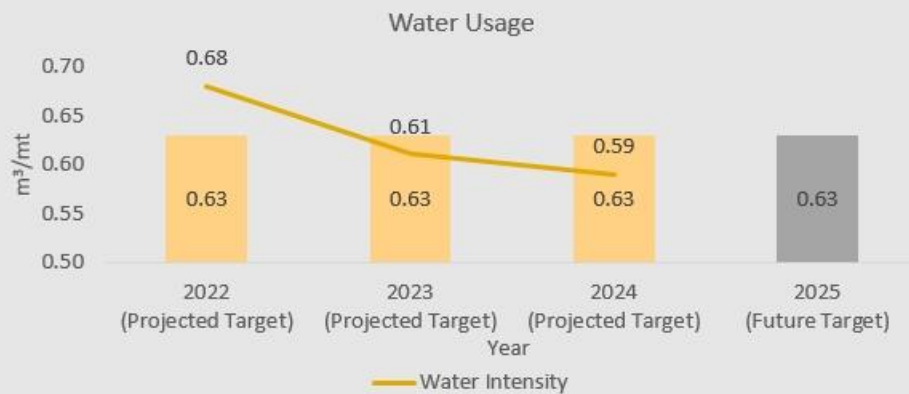 Water Usage
0.70
0.65
0.60
0.55
0.50
m³/mt
0.68
0.61
0.59
0.63
0.63
0.63
0.63
2022
(Projected Target)
2023
(Projected Target)
2024
(Projected Target)
2025
(Future Target)
Year
Water Intensity